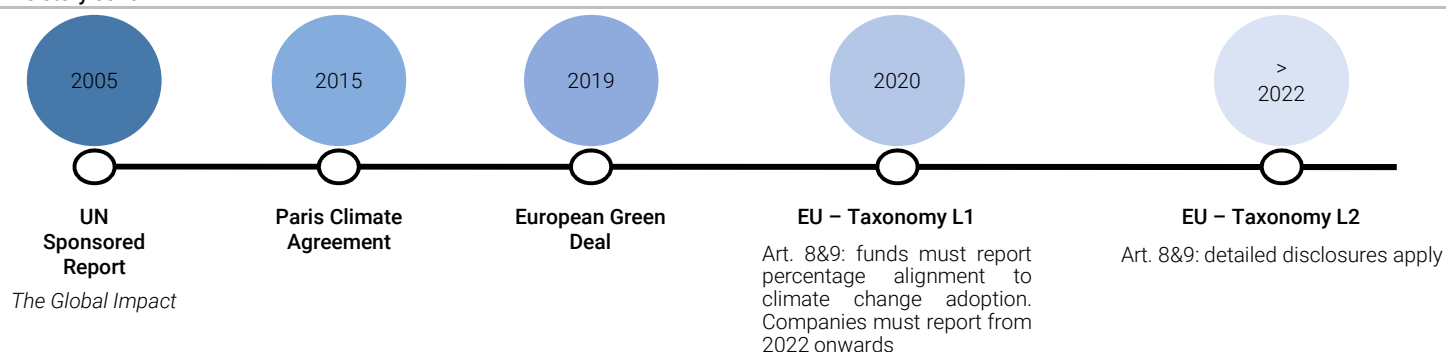 2005
2015
2019
2020
>
2022
UN
Sponsored
Report
The Global Impact
Paris Climate
Agreement
European Green
Deal
EU – Taxonomy L1
Art. 8&9: funds must report
percentage alignment to
climate change adoption.
Companies must report from
2022 onwards
EU – Taxonomy L2
Art. 8&9: detailed disclosures apply